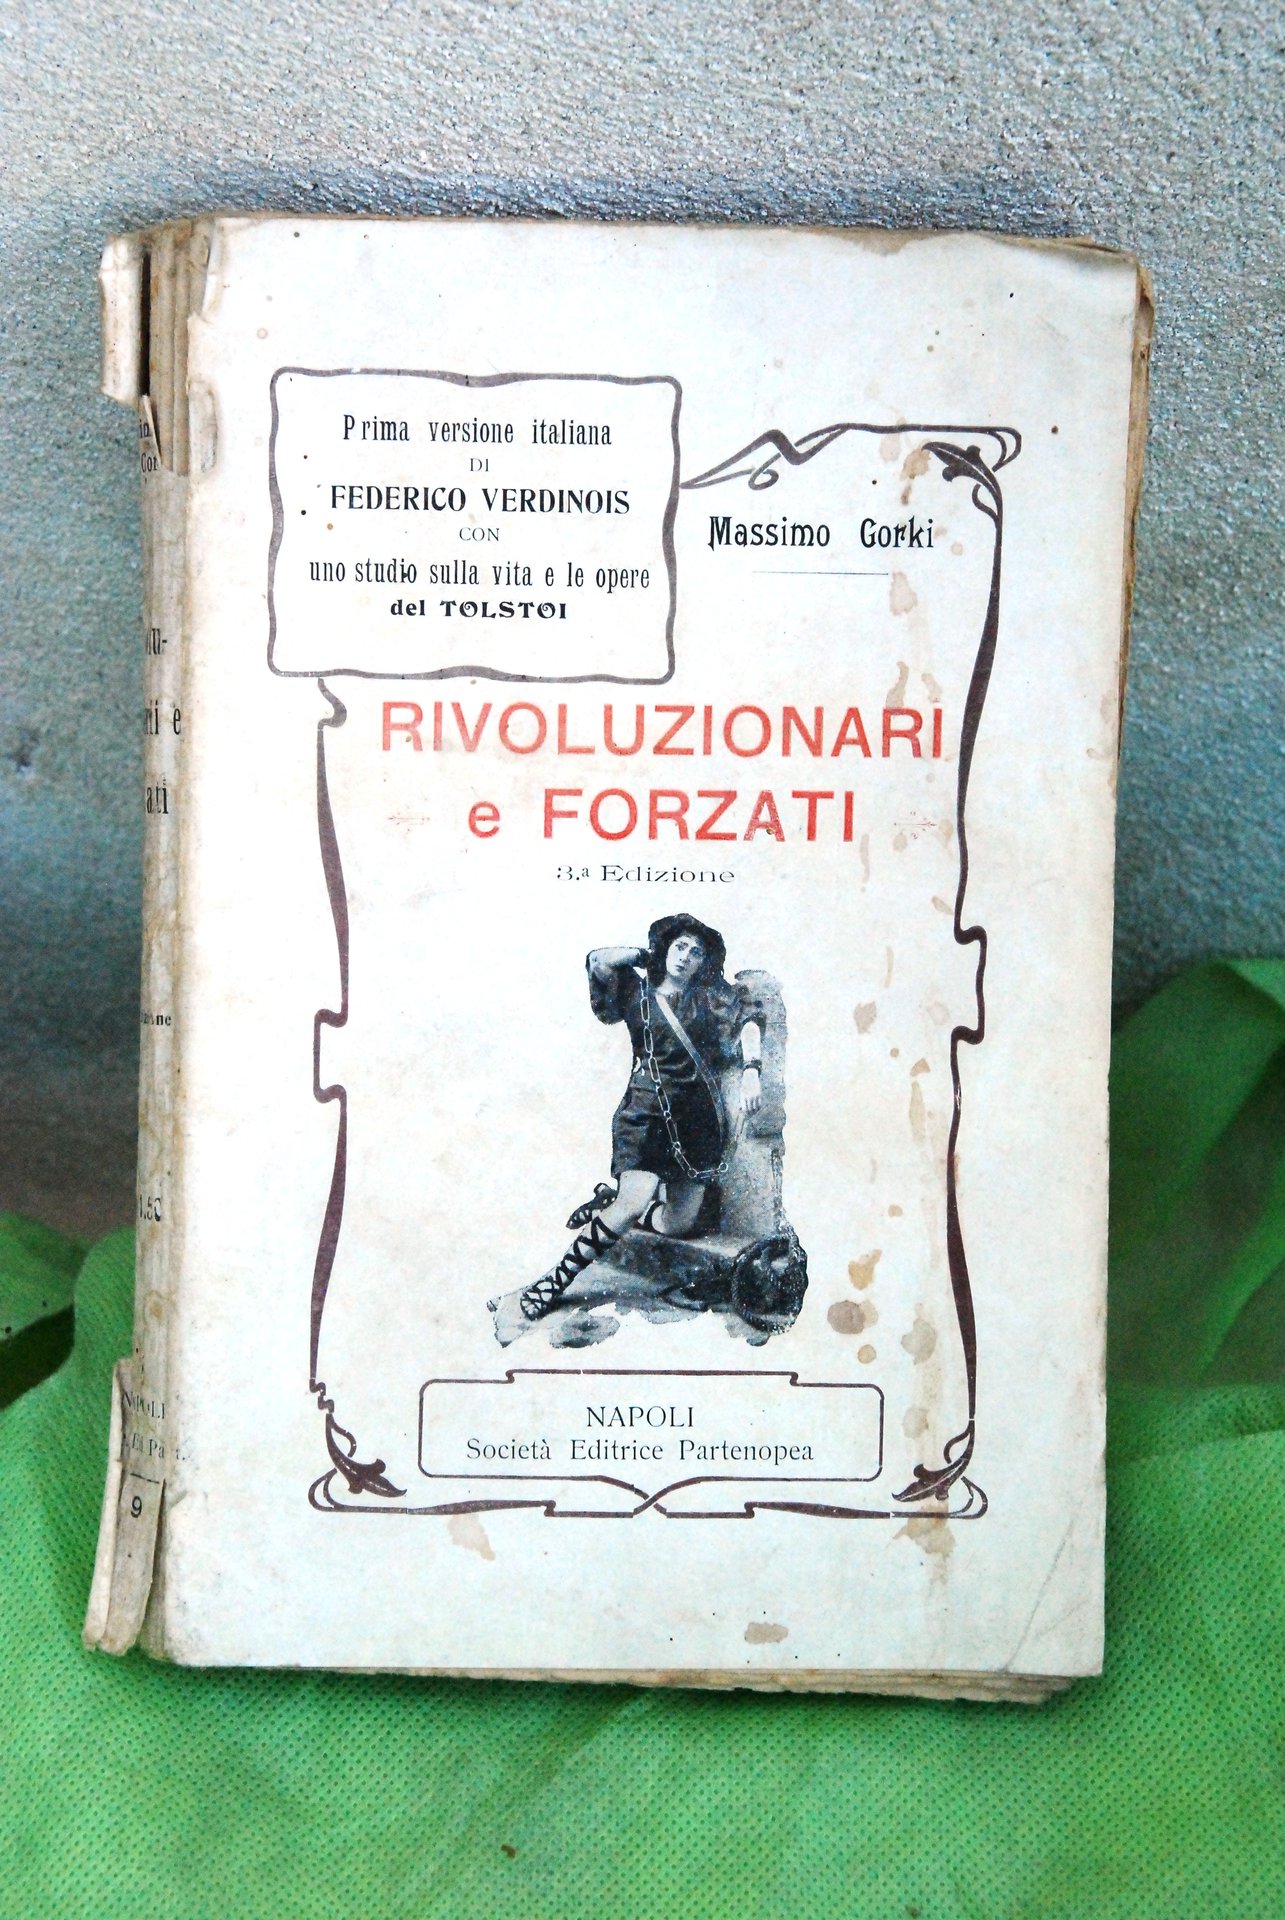 Prima versione italiana
DI
FEDERICO VERDINOIS
CON
uno studio sulla vita e le opere
del TOLSTOI
Massimo Gorki
RIVOLUZIONARI
e FORZATI
3.a Edizione
NAPOLI
Società Editrice Partenopea
NAPOLI
9